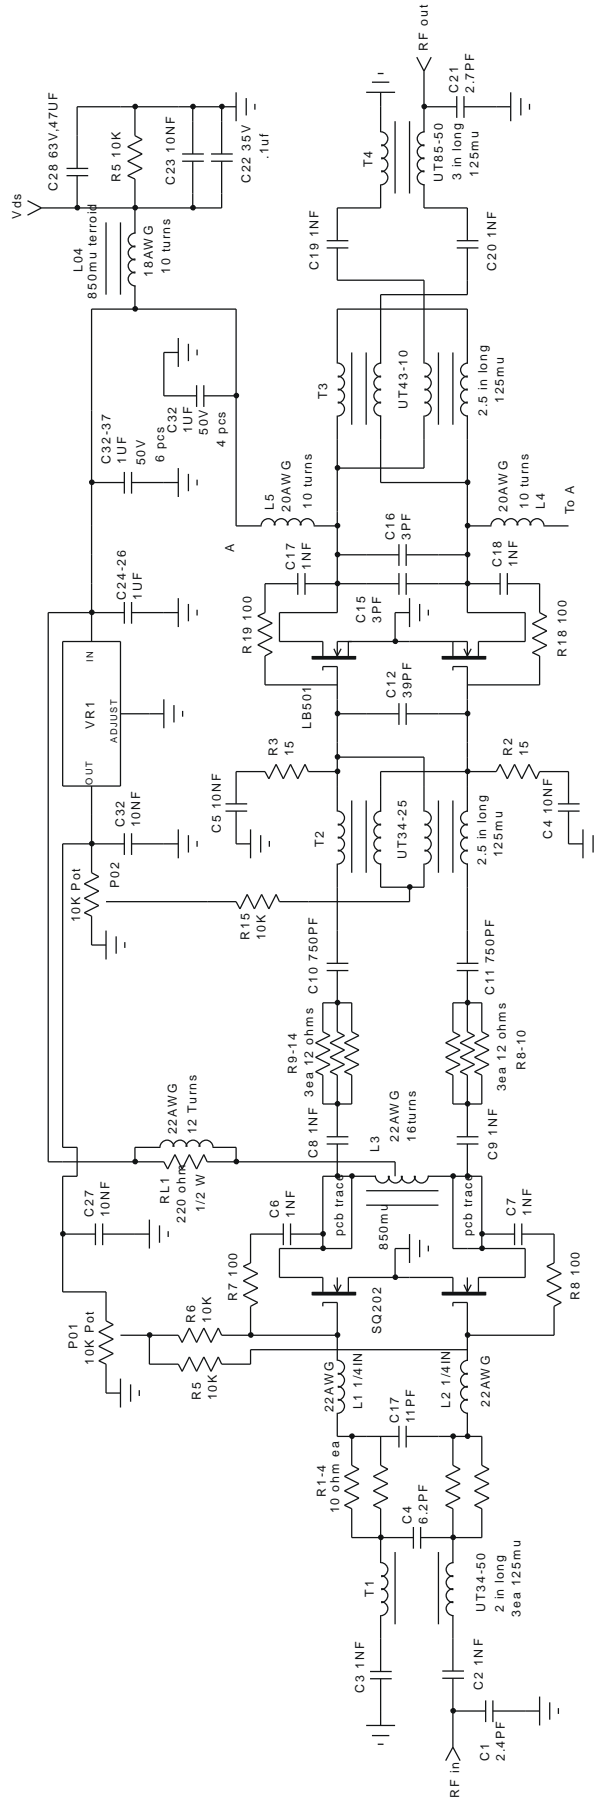 RF in
C1
2.4PF
C3 1NF
C2 1NF
T1
UT34-50
2 in long
3ea 125mu
C4
6.2PF
R1-4
10 ohm ea
C17
11PF
22AWG
L1 1/4IN
L2 1/4IN
22AWG
P01
10K Pot
R5
10K
R6
10K
R7 100
C6
1NF
SQ202
R8 100
C7
1NF
C27
10NF
RL1
220 ohm
1/2 W
22AWG
12 Turns
pcb trace
pcb trace
850mu
L3
22AWG
16turns
C8 1NF
C9 1NF
R9-14
3ea 12 ohms
3ea 12 ohms
R8-10
C10 750PF
C11 750PF
10K Pot
P02
R15
10K
C32
10NF
OUT
VR1
ADJUST
IN
C5 10NF
R3
15
T2
UT34-25
2.5 in long
125mu
R2
15
C4 10NF
C12
39PF
LB501
R19 100
C17
1NF
C15
3PF
C16
3PF
C18
1NF
R18 100
C24-26
1UF
C32-37
1UF
50V
6 pcs
C32
1UF
50V
4 pcs
A
L5
20AWG
10 turns
20AWG
10 turns
L4
To A
T3
UT43-10
2.5 in long
125mu
L04
850mu terroid
18AWG
10 turns
Vds
C28 63V,47UF
R5 10K
C23 10NF
C22 35V
.1uf
C19 1NF
C20 1NF
T4
UT85-50
3 in long
125mu
C21
2.7PF
RF out